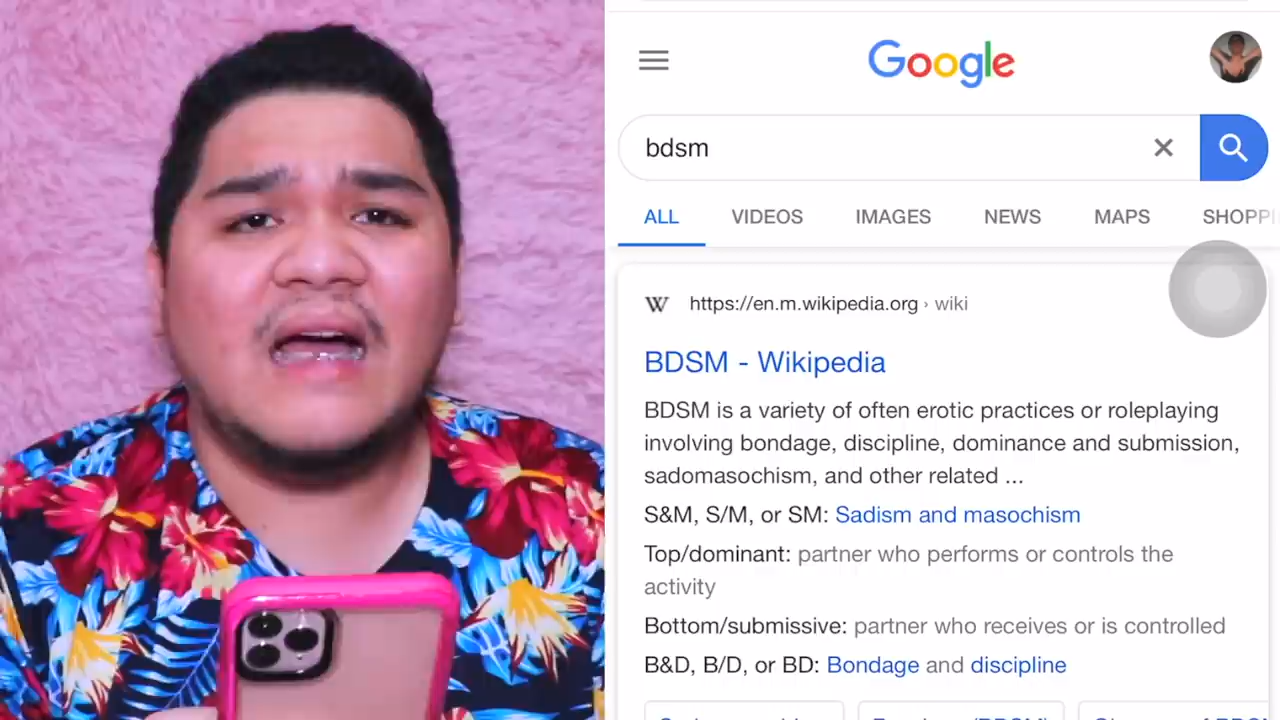 Google
bdsm
ALL VIDEOS IMAGES NEWS MAPS SHOPPI
W https://en.m.wikipedia.org › wiki
BDSM - Wikipedia
BDSM is a variety of often erotic practices or roleplaying
involving bondage, discipline, dominance and submission,
sadomasochism, and other related ...
S&M, S/M, or SM: Sadism and masochism
Top/dominant: partner who performs or controls the
activity
Bottom/submissive: partner who receives or is controlled
B&D, B/D, or BD: Bondage and discipline